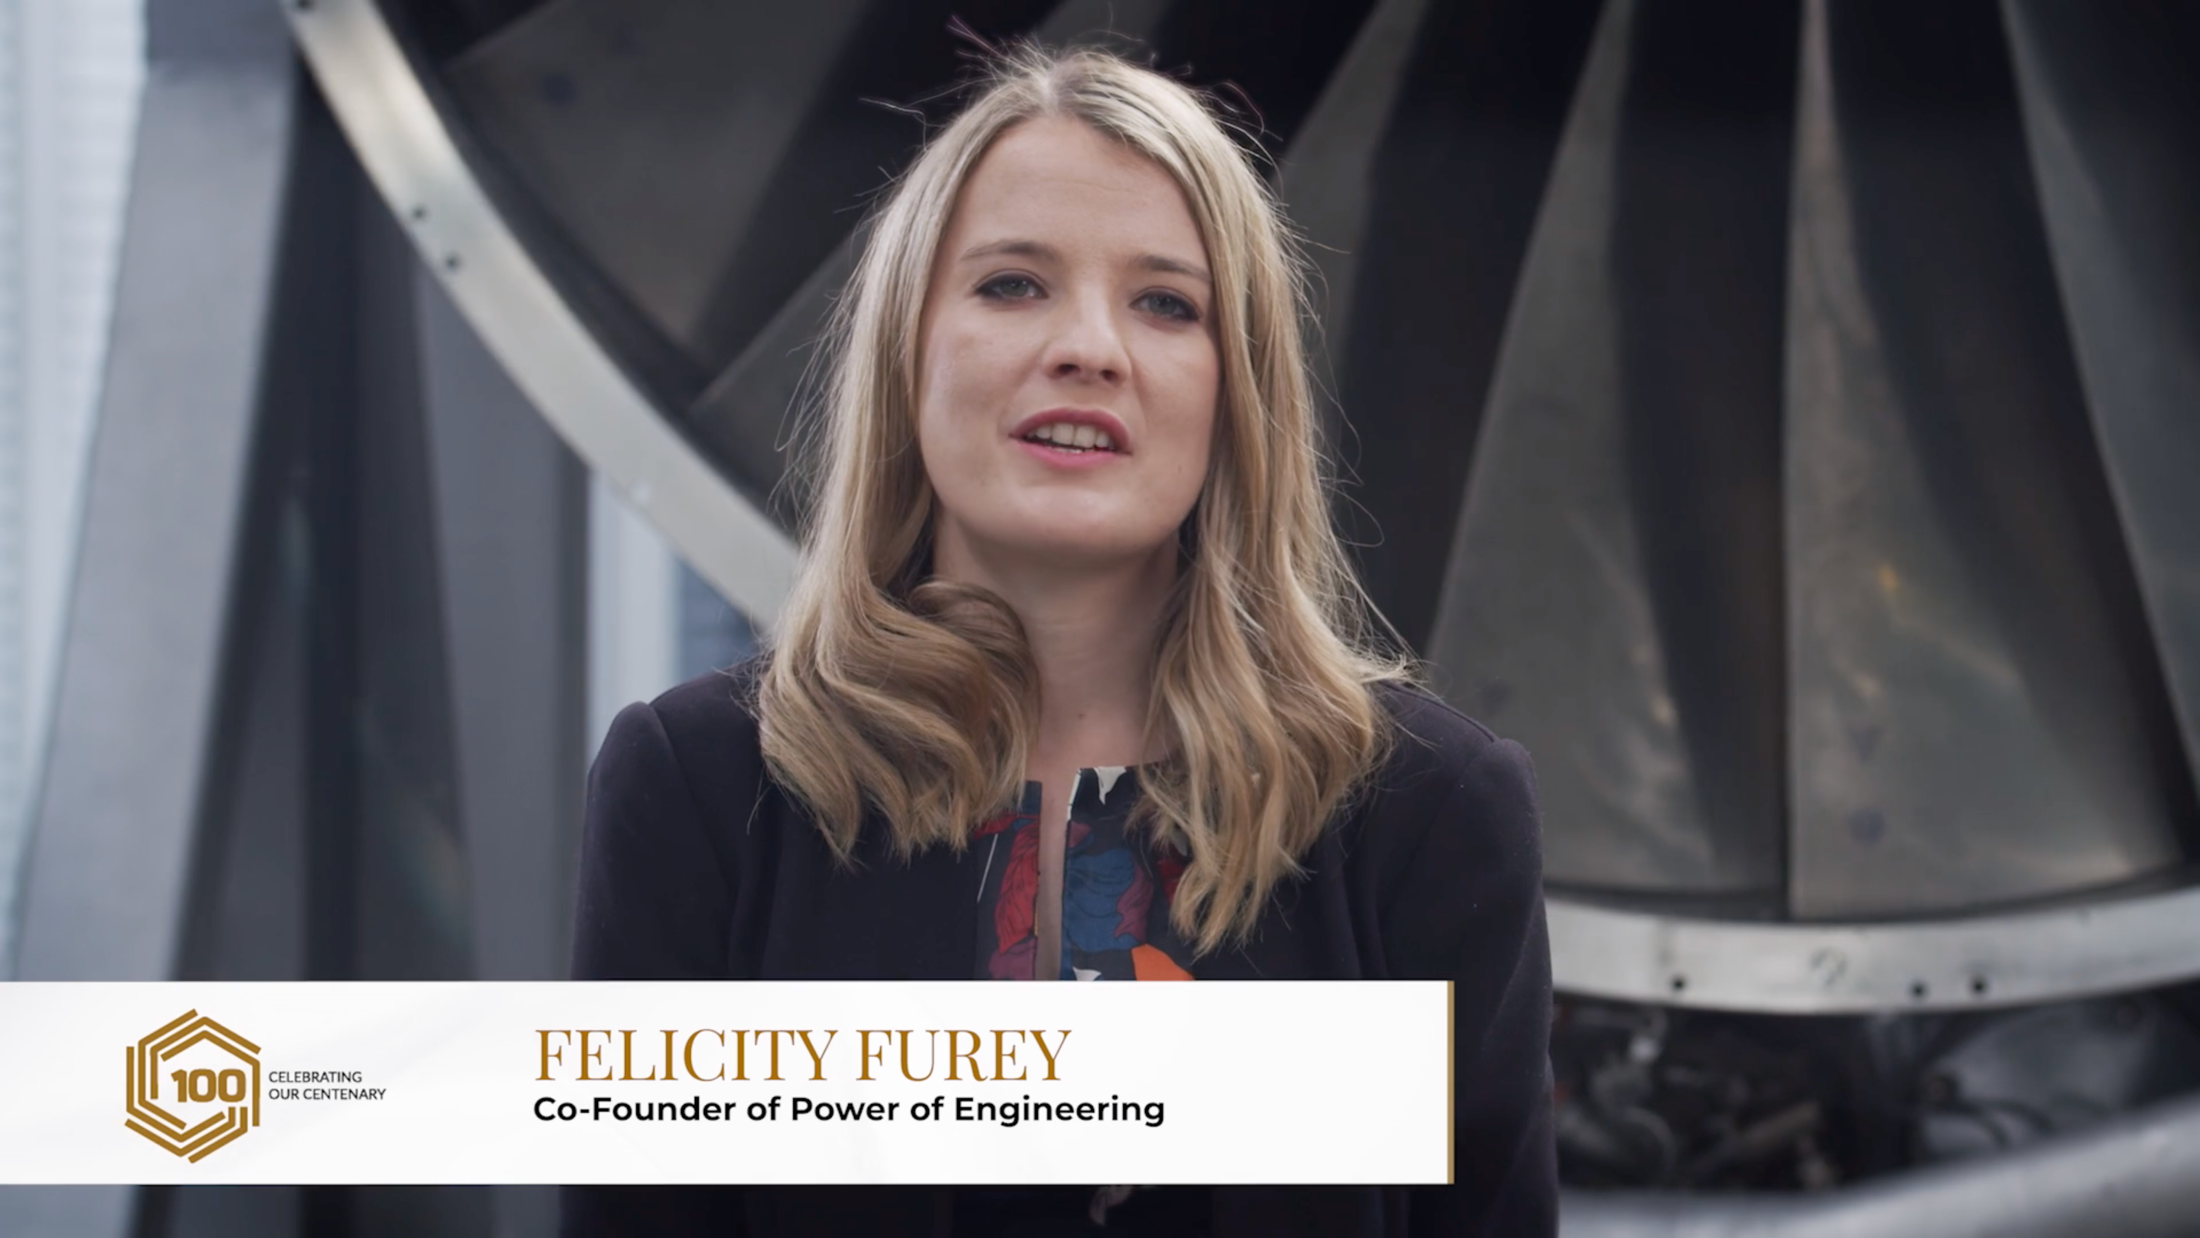 100
CELEBRATING
OUR CENTENARY
FELICITY FUREY
Co-Founder of Power of Engineering